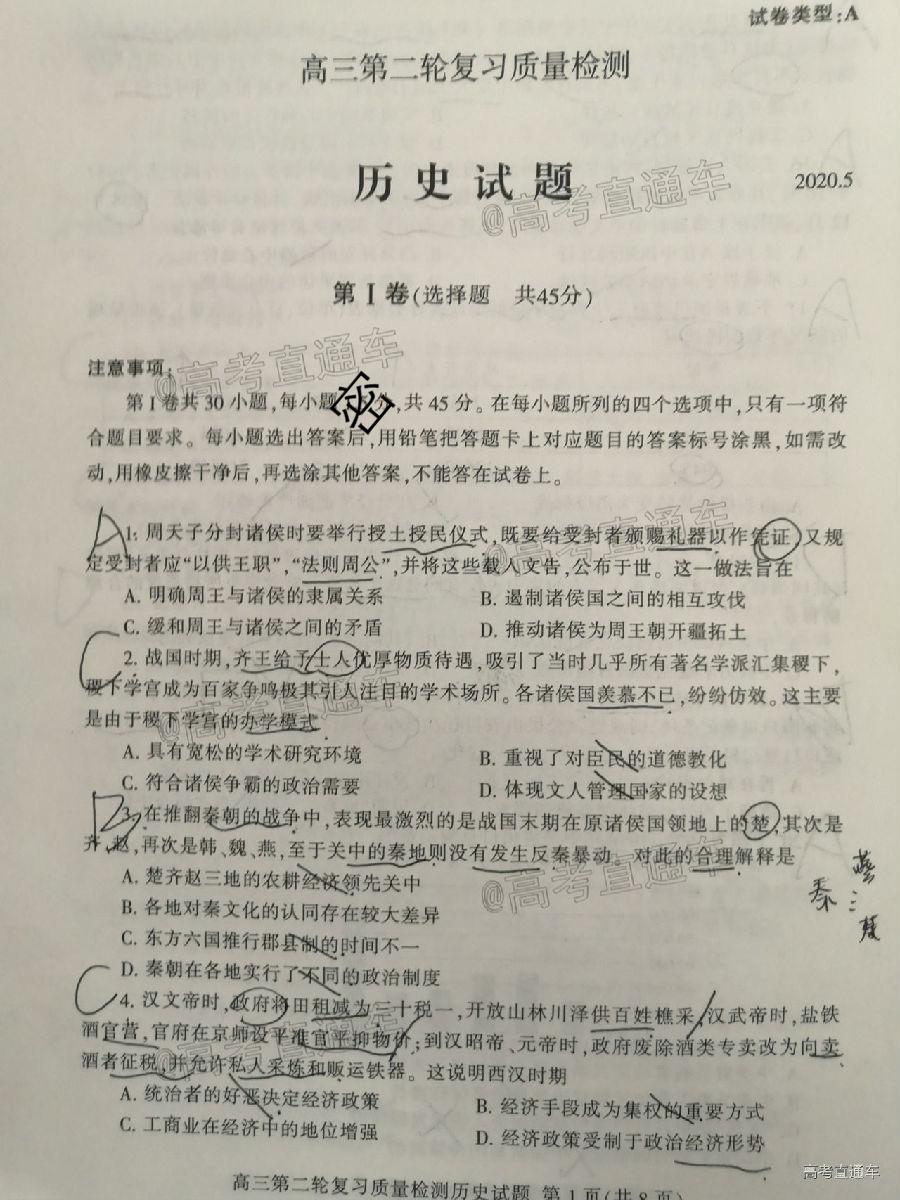 试卷类型:A
高三第二轮复习质量检测
历史试题
2020.5
@高考直通车
第Ⅰ卷(选择题 共45分)
注意事项:
@高考直通车
第Ⅰ卷共30小题,每小题 密 分,共45分。在每小题所列的四个选项中,只有一项符
合题目要求。每小题选出答案后,用铅笔把答题卡上对应题目的答案标号涂黑,如需改
动,用橡皮擦干净后,再选涂其他答案,不能答在试卷上。
@高考直通车
A
1.周天子分封诸侯时要举行授土授民仪式,既要给受封者颁赐礼器以作凭证,又规
定受封者应“以供王职”,“法则周公”,并将这些载入文告,公布于世。这一做法旨在
A. 明确周王与诸侯的隶属关系 B. 遏制诸侯国之间的相互攻伐
C. 缓和周王与诸侯之间的矛盾 D. 推动诸侯为周王朝开疆拓土
C
2. 战国时期,齐王给予士人优厚物质待遇,吸引了当时几乎所有著名学派汇集稷下,
稷下学宫成为百家争鸣极其引人注目的学术场所。各诸侯国羡慕不已,纷纷仿效。这主要
是由于稷下学宫的办学模式
@高考直通车
A. 具有宽松的学术研究环境 B. 重视了对臣民的道德教化
C. 符合诸侯争霸的政治需要 D. 体现文人管理国家的设想
B
3. 在推翻秦朝的战争中,表现最激烈的是战国末期在原诸侯国领地上的楚,其次是
齐、赵,再次是韩、魏、燕,至于关中的秦地则没有发生反秦暴动。对此的合理解释是
@高考直通车
A. 楚齐赵三地的农耕经济领先关中
B. 各地对秦文化的认同存在较大差异
C. 东方六国推行郡县制的时间不一
D. 秦朝在各地实行了不同的政治制度
秦
C
4. 汉文帝时,政府将田租减为三十税一,开放山林川泽供百姓樵采,汉武帝时,盐铁
酒官营,官府在京师设平准官平抑物价;到汉昭帝、元帝时,政府废除酒类专卖改为向卖
酒者征税,并允许私人采炼和贩运铁器。这说明西汉时期
@高考直通车
A. 统治者的好恶决定经济政策 B. 经济手段成为集权的重要方式
C. 工商业在经济中的地位增强 D. 经济政策受制于政治经济形势
高三第二轮复习质量检测历史试题 第1页(共8页)
高考直通车